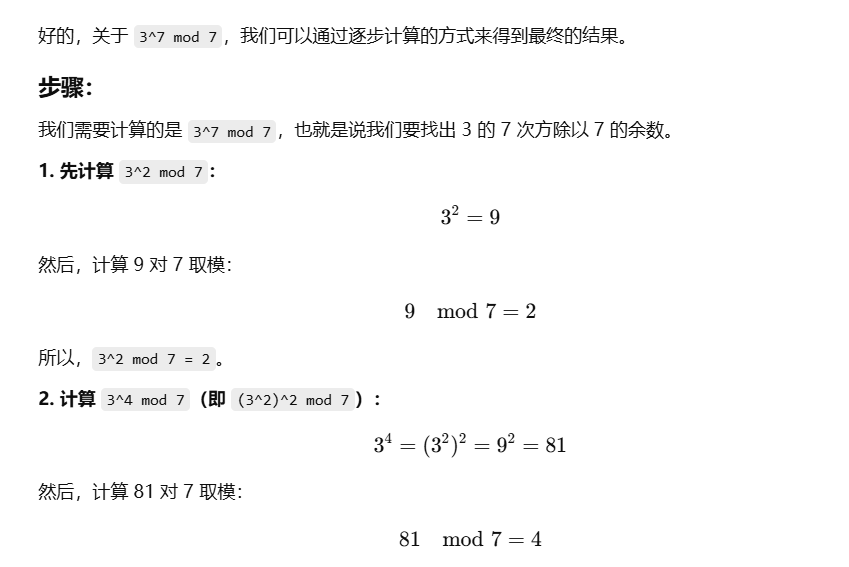 好的，关于 3^7 mod 7，我们可以通过逐步计算的方式来得到最终的结果。
步骤：
我们需要计算的是 3^7 mod 7，也就是说我们要找出 3 的 7 次方除以 7 的余数。
1. 先计算 3^2 mod 7：
3² = 9
然后，计算 9 对 7 取模：
9 mod 7 = 2
所以，3^2 mod 7 = 2。
2. 计算 3^4 mod 7（即 (3^2)^2 mod 7）：
3⁴ = (3²)² = 9² = 81
然后，计算 81 对 7 取模：
81 mod 7 = 4